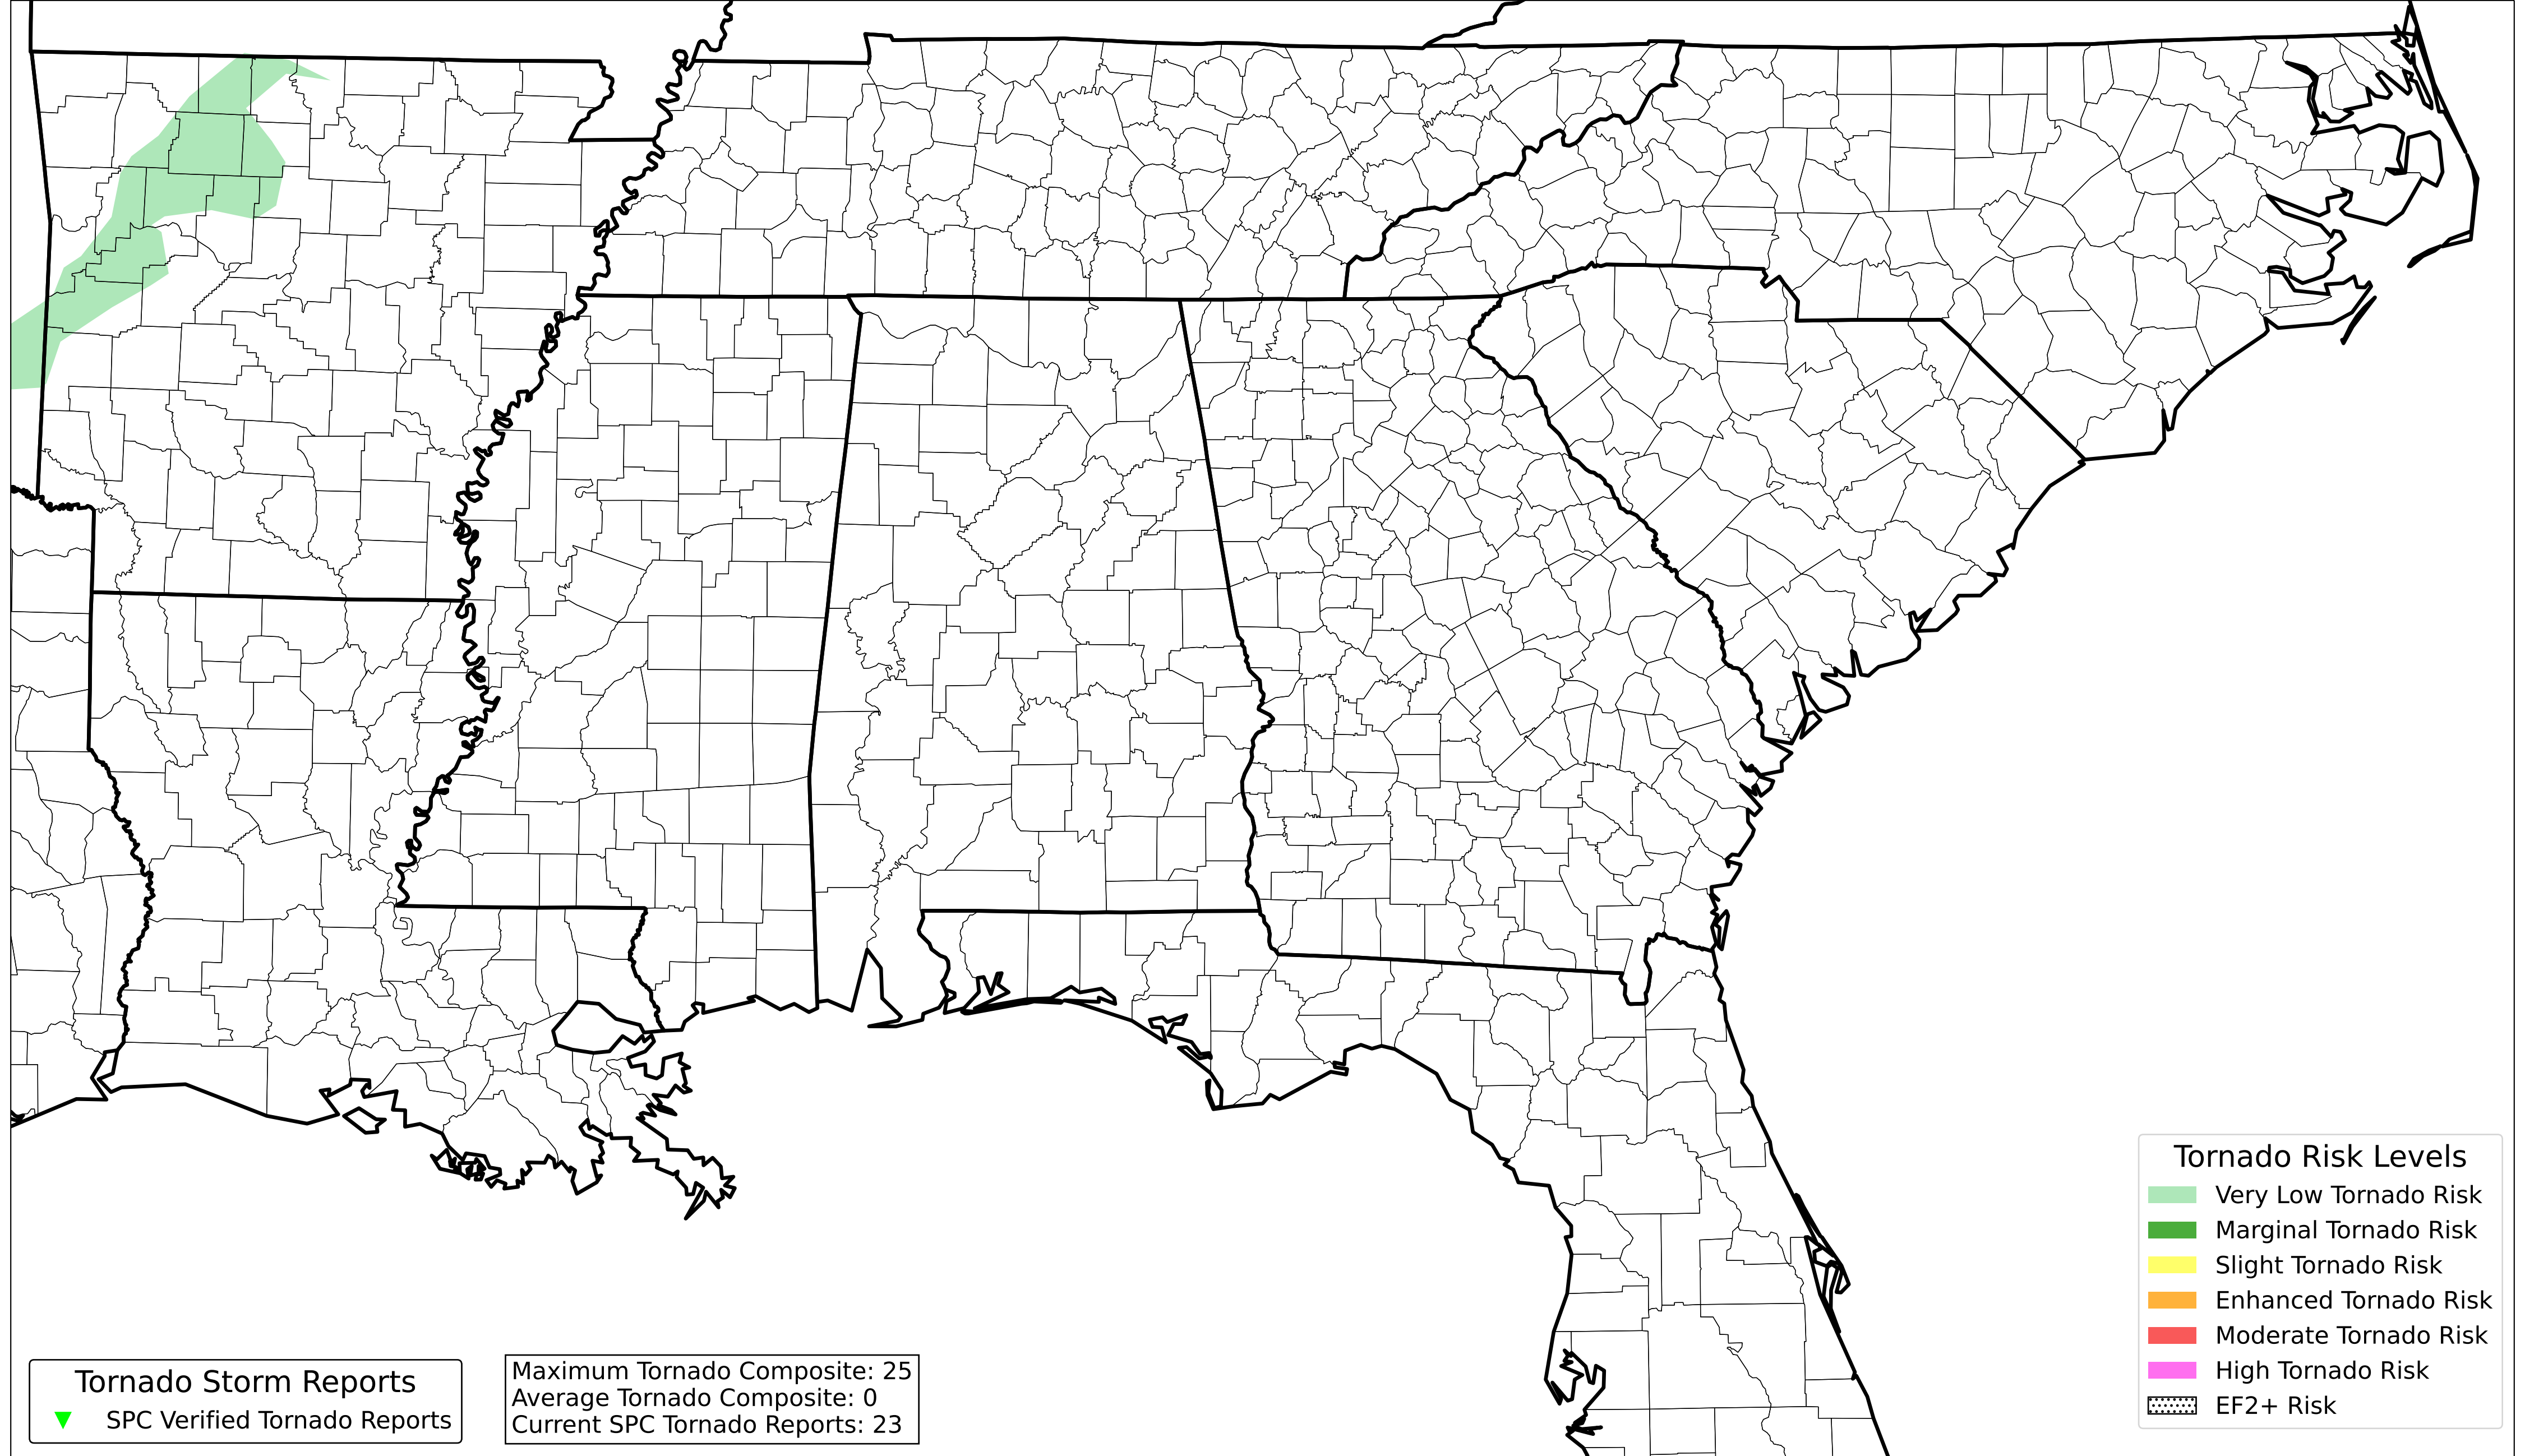 Tornado Storm Reports
SPC Verified Tornado Reports
Maximum Tornado Composite: 25
Average Tornado Composite: 0
Current SPC Tornado Reports: 23
Tornado Risk Levels
Very Low Tornado Risk
Marginal Tornado Risk
Slight Tornado Risk
Enhanced Tornado Risk
Moderate Tornado Risk
High Tornado Risk
EF2+ Risk